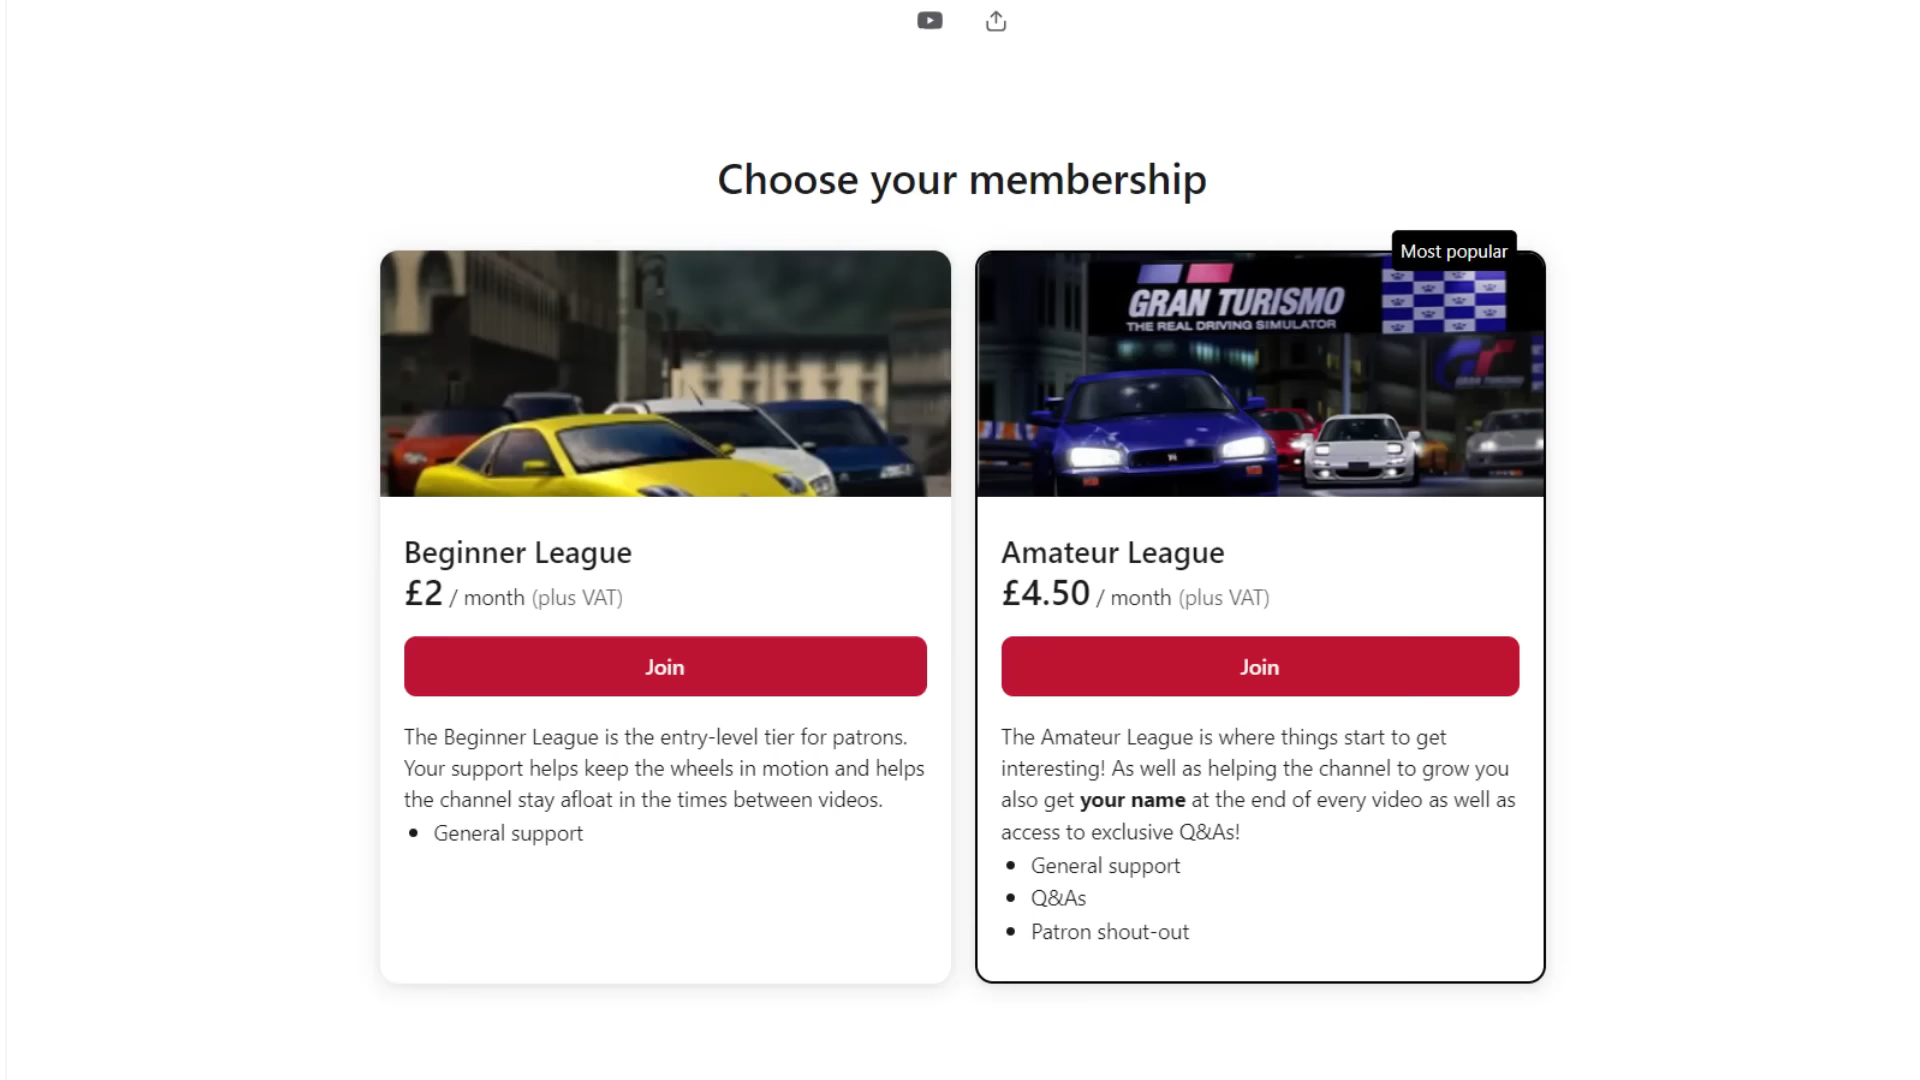 Choose your membership
Most popular
GRAN TURISMO
THE REAL DRIVING SIMULATOR
GRAN TURISMO
Beginner League
£2 / month (plus VAT)
Join
The Beginner League is the entry-level tier for patrons.
Your support helps keep the wheels in motion and helps
the channel stay afloat in the times between videos.
• General support
Amateur League
£4.50 / month (plus VAT)
Join
The Amateur League is where things start to get
interesting! As well as helping the channel to grow you
also get your name at the end of every video as well as
access to exclusive Q&As!
• General support
• Q&As
• Patron shout-out